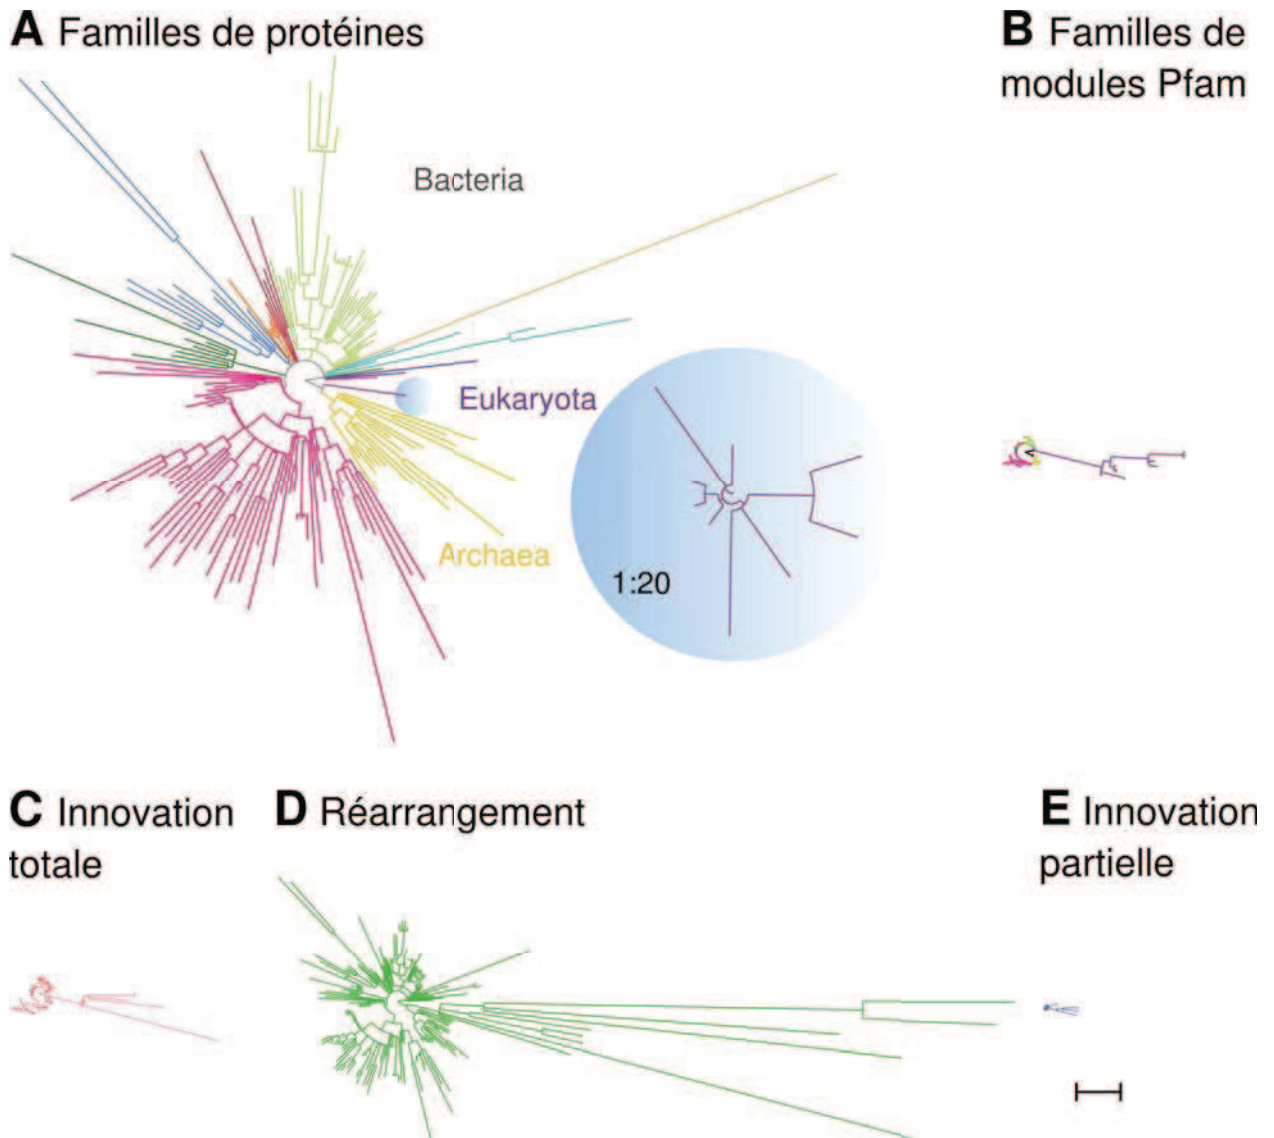 A Familles de protéines
B Familles de
modules Pfam
Bacteria
Eukaryota
Archaea
1:20
C Innovation
totale
D Réarrangement
E Innovation
partielle